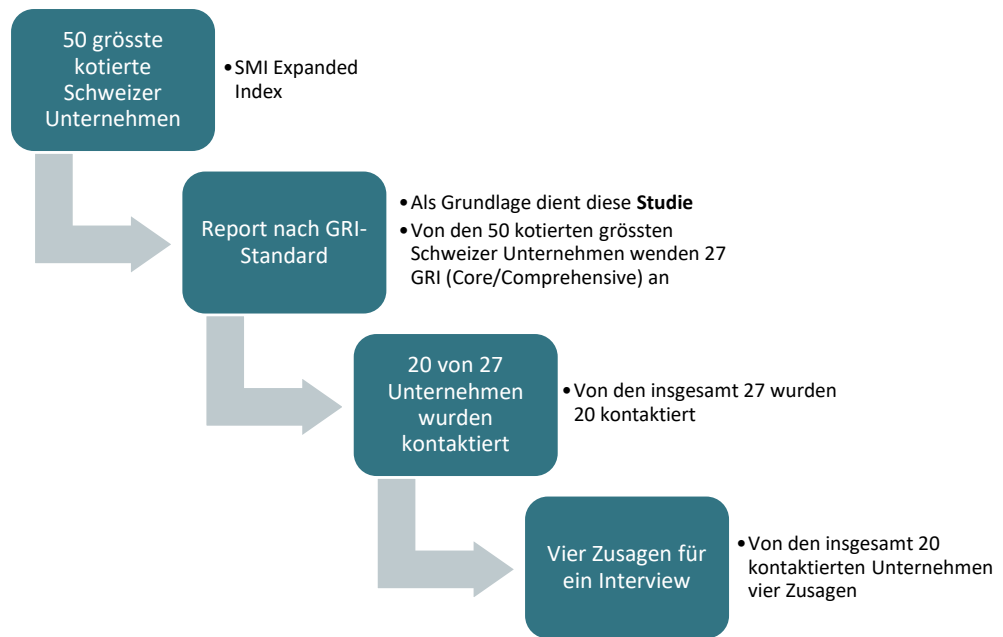 50 grösste
kotierte
Schweizer
Unternehmen
•SMI Expanded
Index
Report nach GRI-
Standard
•Als Grundlage dient diese Studie
•Von den 50 kotierten grössten
Schweizer Unternehmen wenden 27
GRI (Core/Comprehensive) an
20 von 27
Unternehmen
wurden
kontaktiert
•Von den insgesamt 27 wurden
20 kontaktiert
Vier Zusagen für
ein Interview
•Von den insgesamt 20
kontaktierten Unternehmen
vier Zusagen